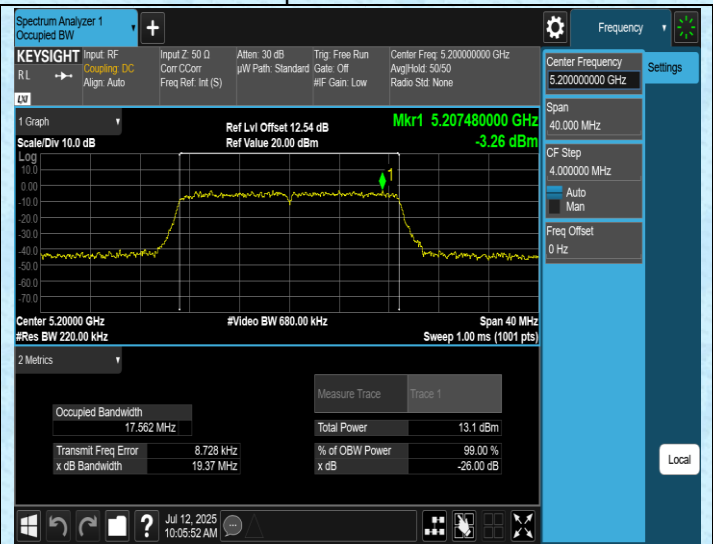 Spectrum Analyzer 1
Occupied BW
Frequency
KEYSIGHT
RL
LXI
Input: RF
Coupling: DC
Align: Auto
Input Z: 50 Ω
Corr CCorr
Freq Ref: Int (S)
Atten: 30 dB
µW Path: Standard
Trig: Free Run
Gate: Off
#IF Gain: Low
Center Freq: 5.200000000 GHz
Avg|Hold: 50/50
Radio Std: None
Center Frequency
5.200000000 GHz
Settings
Span
40.000 MHz
CF Step
4.000000 MHz
Auto
Man
Freq Offset
0 Hz
Local
1 Graph
Scale/Div 10.0 dB
Ref Lvl Offset 12.54 dB
Ref Value 20.00 dBm
Mkr1 5.207480000 GHz
-3.26 dBm
Log
10.0
0.00
-10.0
-20.0
-30.0
-40.0
-50.0
-60.0
-70.0
1
Center 5.20000 GHz
#Res BW 220.00 kHz
#Video BW 680.00 kHz
Span 40 MHz
Sweep 1.00 ms (1001 pts)
2 Metrics
Measure Trace Trace 1
Occupied Bandwidth
17.562 MHz
Total Power 13.1 dBm
Transmit Freq Error 8.728 kHz
% of OBW Power 99.00 %
x dB Bandwidth 19.37 MHz
x dB -26.00 dB
Jul 12, 2025
10:05:52 AM